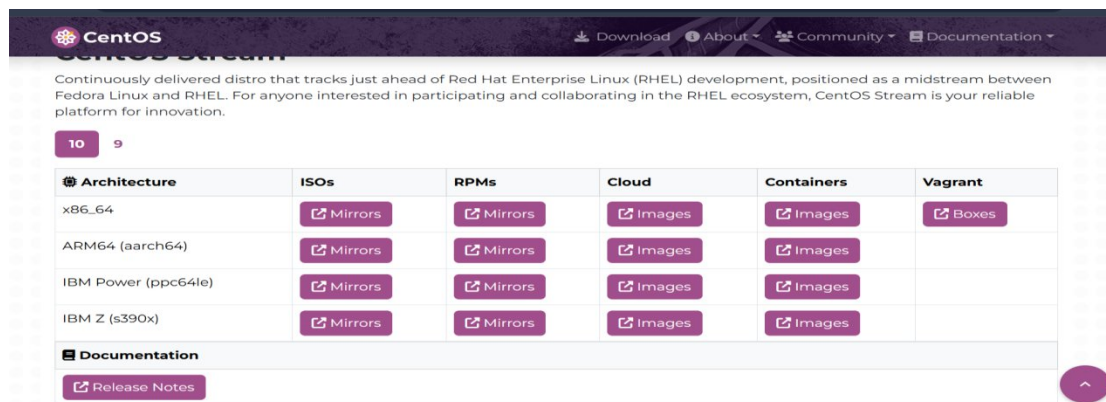 CentOS
Download About Community Documentation
CentOS Stream
Continuously delivered distro that tracks just ahead of Red Hat Enterprise Linux (RHEL) development, positioned as a midstream between
Fedora Linux and RHEL. For anyone interested in participating and collaborating in the RHEL ecosystem, CentOS Stream is your reliable
platform for innovation.
10 9
Architecture ISOs RPMs Cloud Containers Vagrant
x86_64 Mirrors Mirrors Images Images Boxes
ARM64 (aarch64) Mirrors Mirrors Images Images
IBM Power (ppc64le) Mirrors Mirrors Images Images
IBM Z (s390x) Mirrors Mirrors Images Images
Documentation
Release Notes